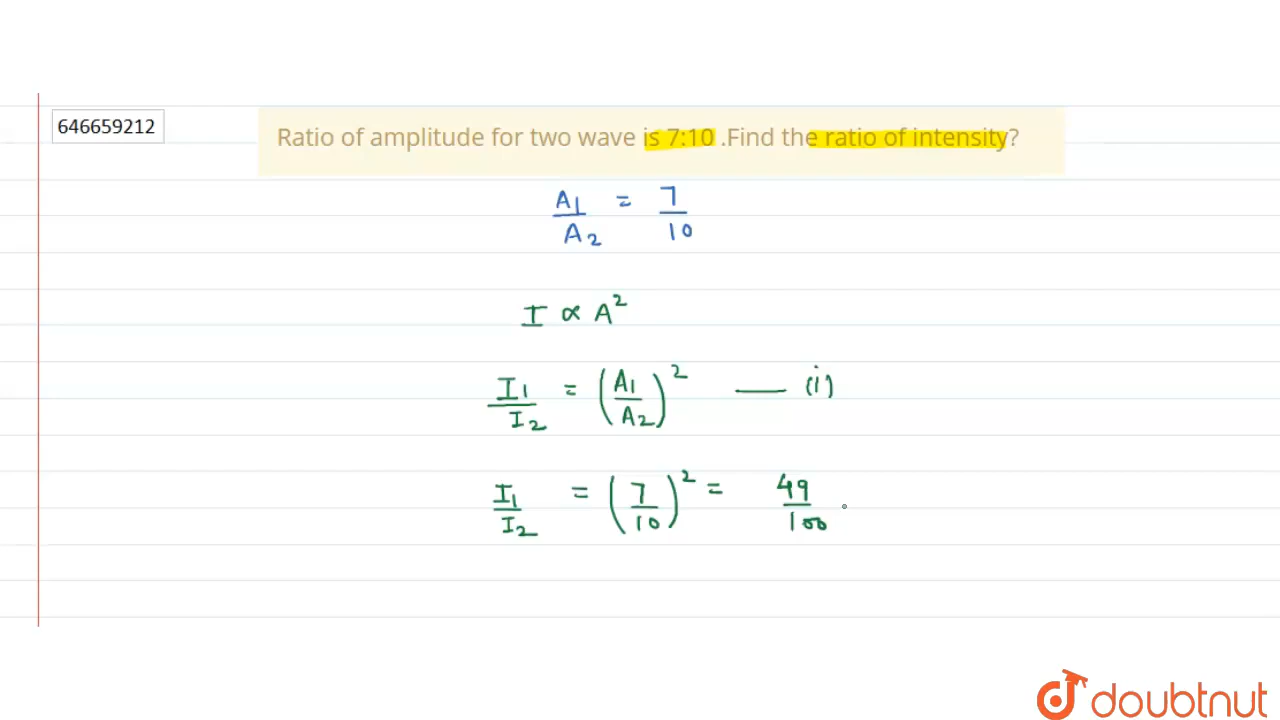 646659212
Ratio of amplitude for two wave is 7:10 .Find the ratio of intensity?
A1/A2 = 7/10
I ∝ A²
I1/I2 = (A1/A2)² —— (i)
I1/I2 = (7/10)² = 49/100
doubtnut